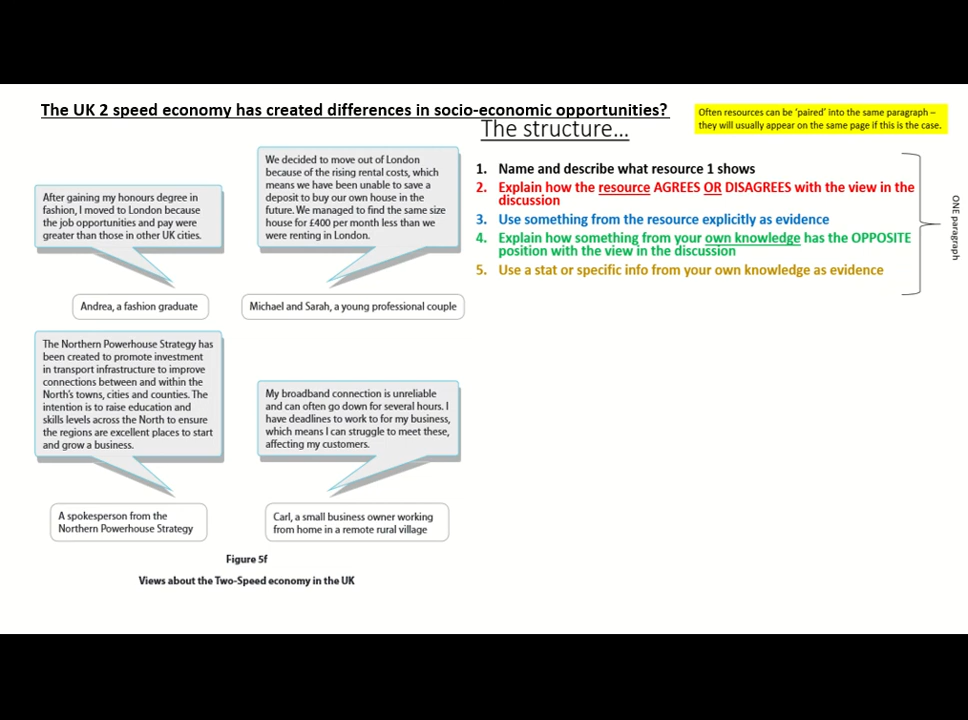 The UK 2 speed economy has created differences in socio-economic opportunities?
Often resources can be 'paired' into the same paragraph –
they will usually appear on the same page if this is the case.
The structure...
1. Name and describe what resource 1 shows
2. Explain how the resource AGREES OR DISAGREES with the view in the
discussion
3. Use something from the resource explicitly as evidence
4. Explain how something from your own knowledge has the OPPOSITE
position with the view in the discussion
5. Use a stat or specific info from your own knowledge as evidence
ONE paragraph
After gaining my honours degree in
fashion, I moved to London because
the job opportunities and pay were
greater than those in other UK cities.
Andrea, a fashion graduate
We decided to move out of London
because of the rising rental costs, which
means we have been unable to save a
deposit to buy our own house in the
future. We managed to find the same size
house for £400 per month less than we
were renting in London.
Michael and Sarah, a young professional couple
The Northern Powerhouse Strategy has
been created to promote investment
in transport infrastructure to improve
connections between and within the
North's towns, cities and counties. The
intention is to raise education and
skills levels across the North to ensure
the regions are excellent places to start
and grow a business.
A spokesperson from the
Northern Powerhouse Strategy
My broadband connection is unreliable
and can often go down for several hours. I
have deadlines to work to for my business,
which means I can struggle to meet these,
affecting my customers.
Carl, a small business owner working
from home in a remote rural village
Figure 5f
Views about the Two-Speed economy in the UK